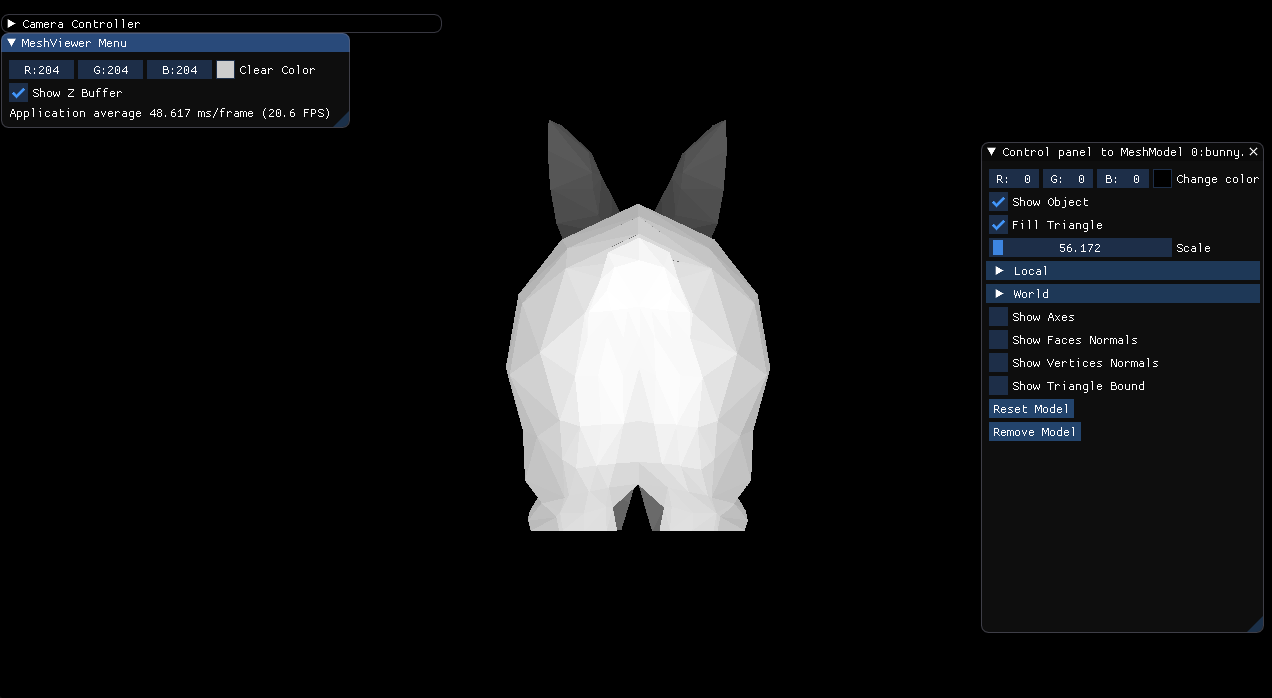 Camera Controller
MeshViewer Menu
R:204 G:204 B:204 Clear Color
Show Z Buffer
Application average 48.617 ms/frame (20.6 FPS)
Control panel to MeshModel 0:bunny.
R: 0 G: 0 B: 0 Change color
Show Object
Fill Triangle
56.172 Scale
Local
World
Show Axes
Show Faces Normals
Show Vertices Normals
Show Triangle Bound
Reset Model
Remove Model